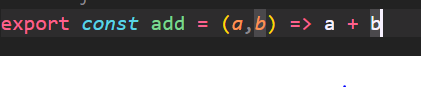 export const add = (a,b) => a + b